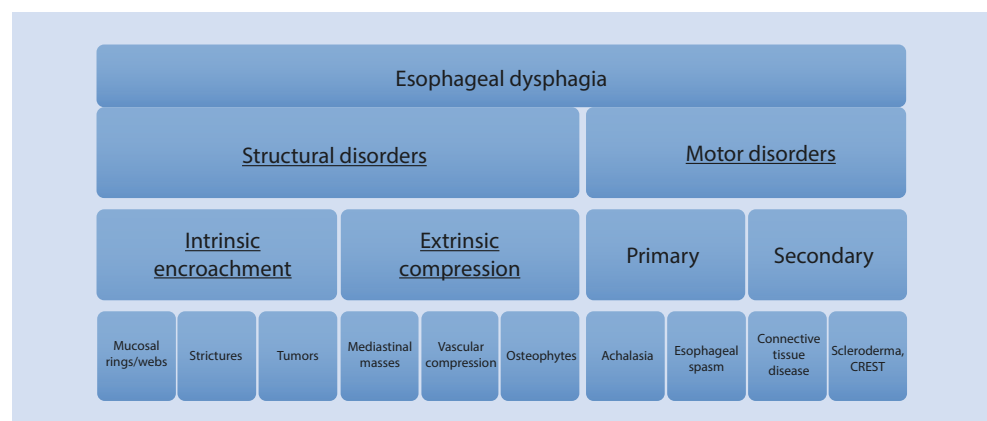 Esophageal dysphagia
Structural disorders
Motor disorders
Intrinsic
encroachment
Extrinsic
compression
Primary
Secondary
Mucosal
rings/webs
Strictures
Tumors
Mediastinal
masses
Vascular
compression
Osteophytes
Achalasia
Esophageal
spasm
Connective
tissue
disease
Scleroderma,
CREST